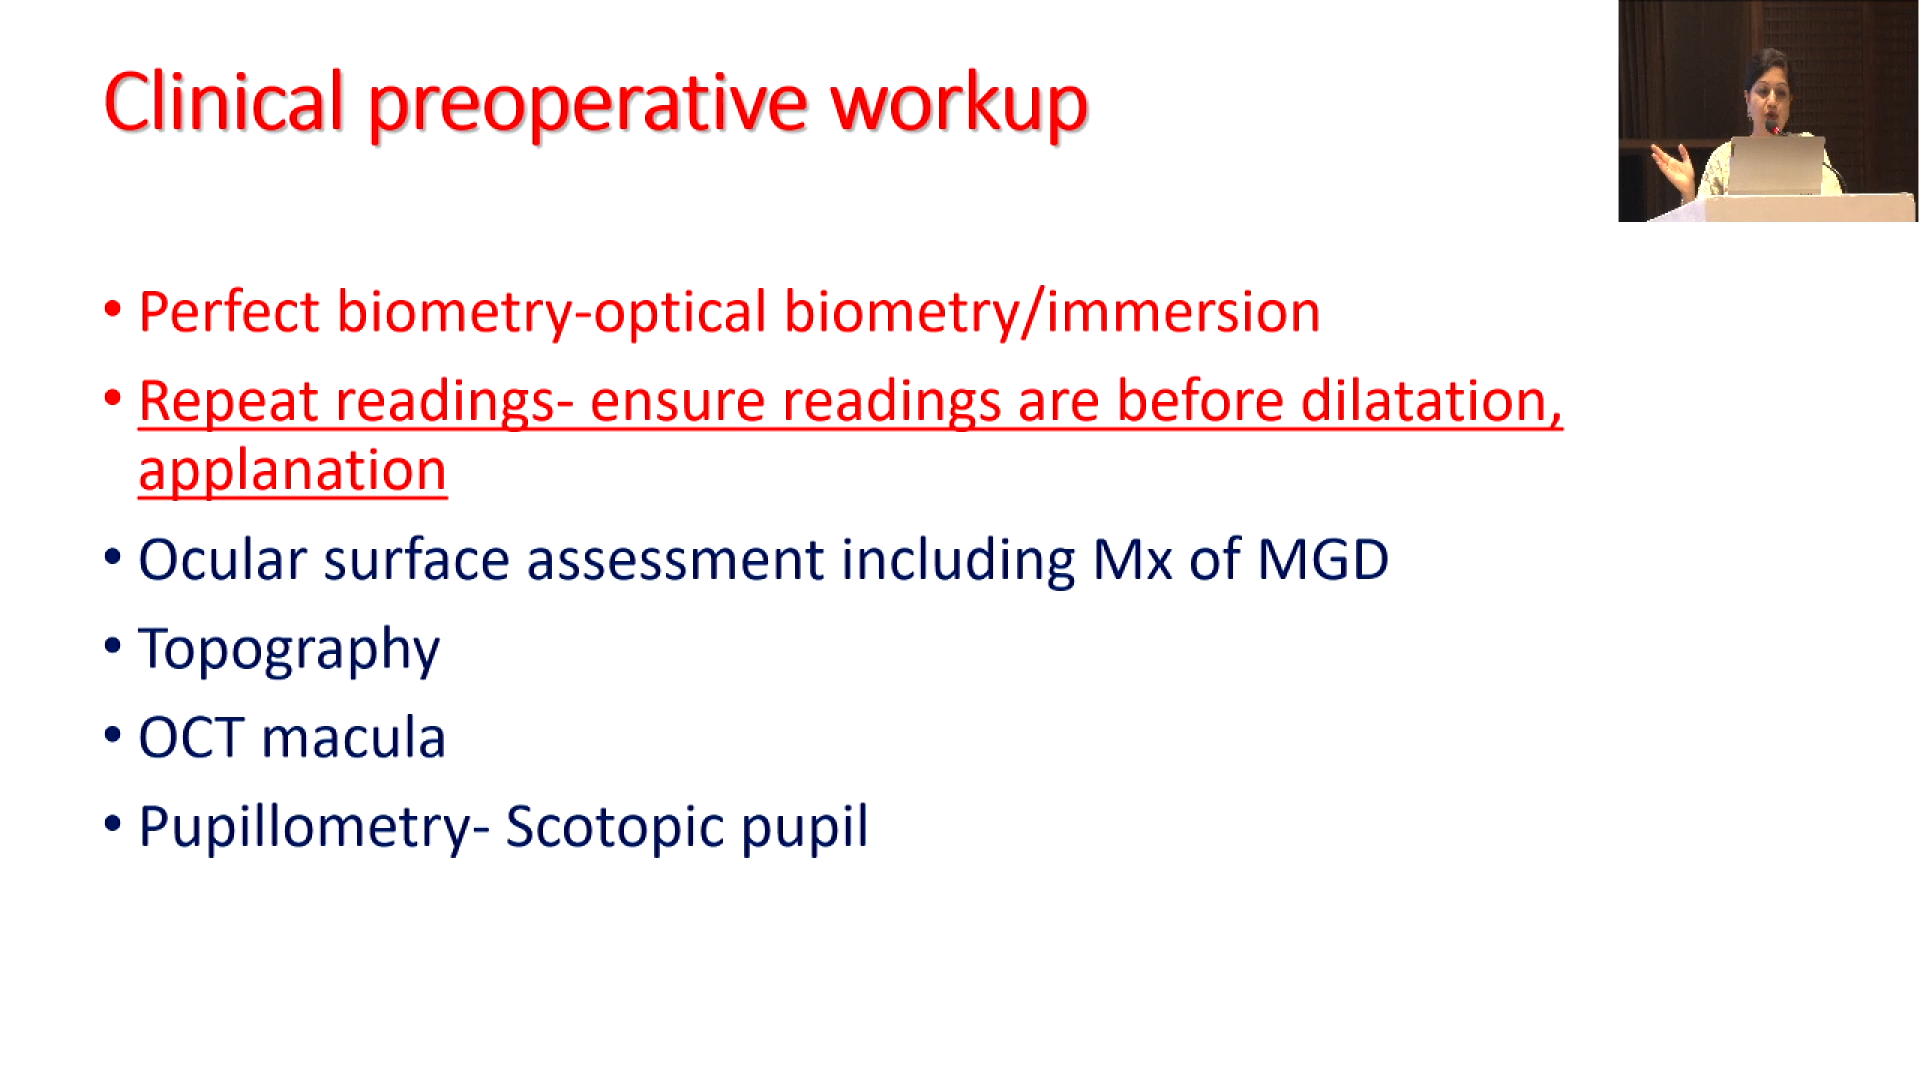 Clinical preoperative workup
• Perfect biometry-optical biometry/immersion
• Repeat readings- ensure readings are before dilatation,
applanation
• Ocular surface assessment including Mx of MGD
• Topography
• OCT macula
• Pupillometry- Scotopic pupil